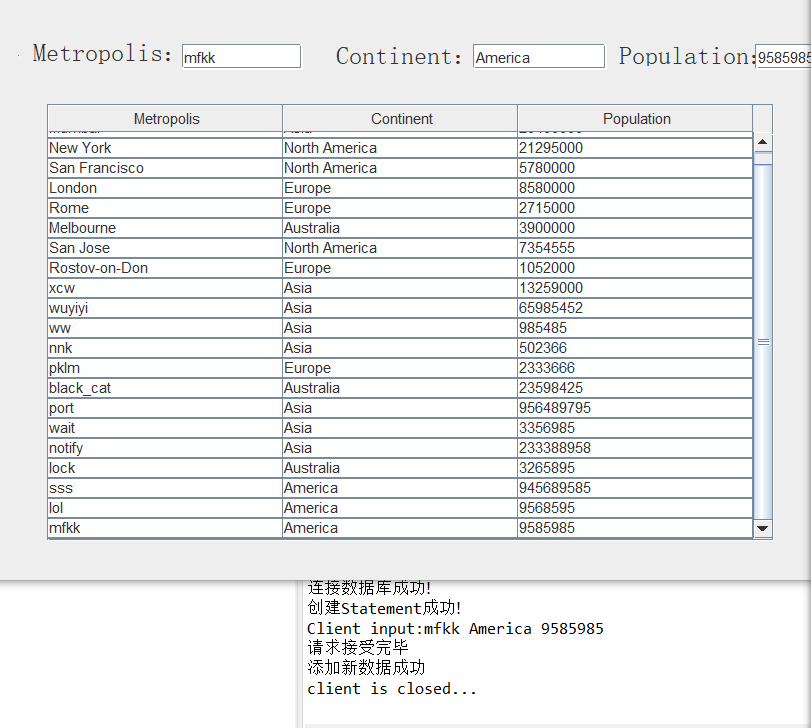 Metropolis: mfkk Continent: America Population: 9585985
Metropolis Continent Population
New York North America 21295000
San Francisco North America 5780000
London Europe 8580000
Rome Europe 2715000
Melbourne Australia 3900000
San Jose North America 7354555
Rostov-on-Don Europe 1052000
xcw Asia 13259000
wuyiyi Asia 65985452
ww Asia 985485
nnk Asia 502366
pklm Europe 2333666
black_cat Australia 23598425
port Asia 956489795
wait Asia 3356985
notify Asia 233388958
lock Australia 3265895
sss America 945689585
lol America 9568595
mfkk America 9585985
连接数据库成功!
创建Statement成功!
Client input:mfkk America 9585985
请求接受完毕
添加新数据成功
client is closed...